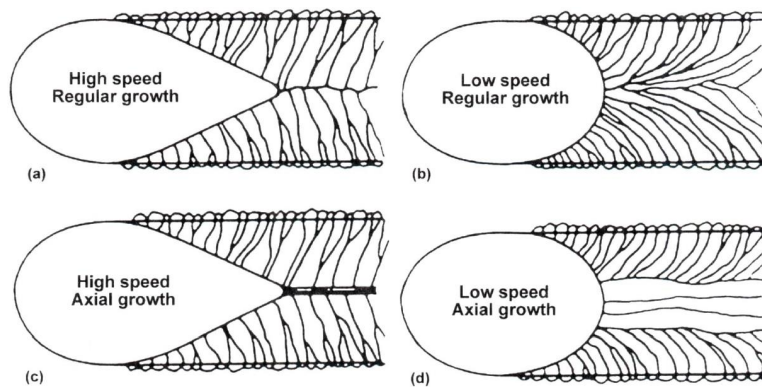 High speed
Regular growth
(a)
Low speed
Regular growth
(b)
High speed
Axial growth
(c)
Low speed
Axial growth
(d)